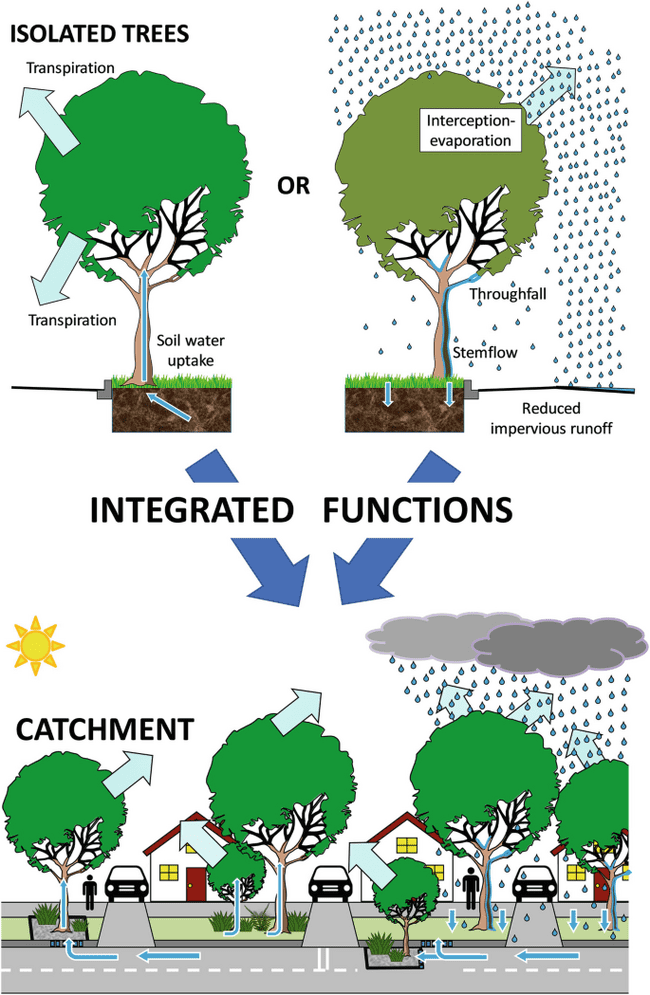 ISOLATED TREES
Transpiration
Transpiration
Soil water
uptake
OR
Interception-
evaporation
Throughfall
Stemflow
Reduced
impervious runoff
INTEGRATED FUNCTIONS
CATCHMENT